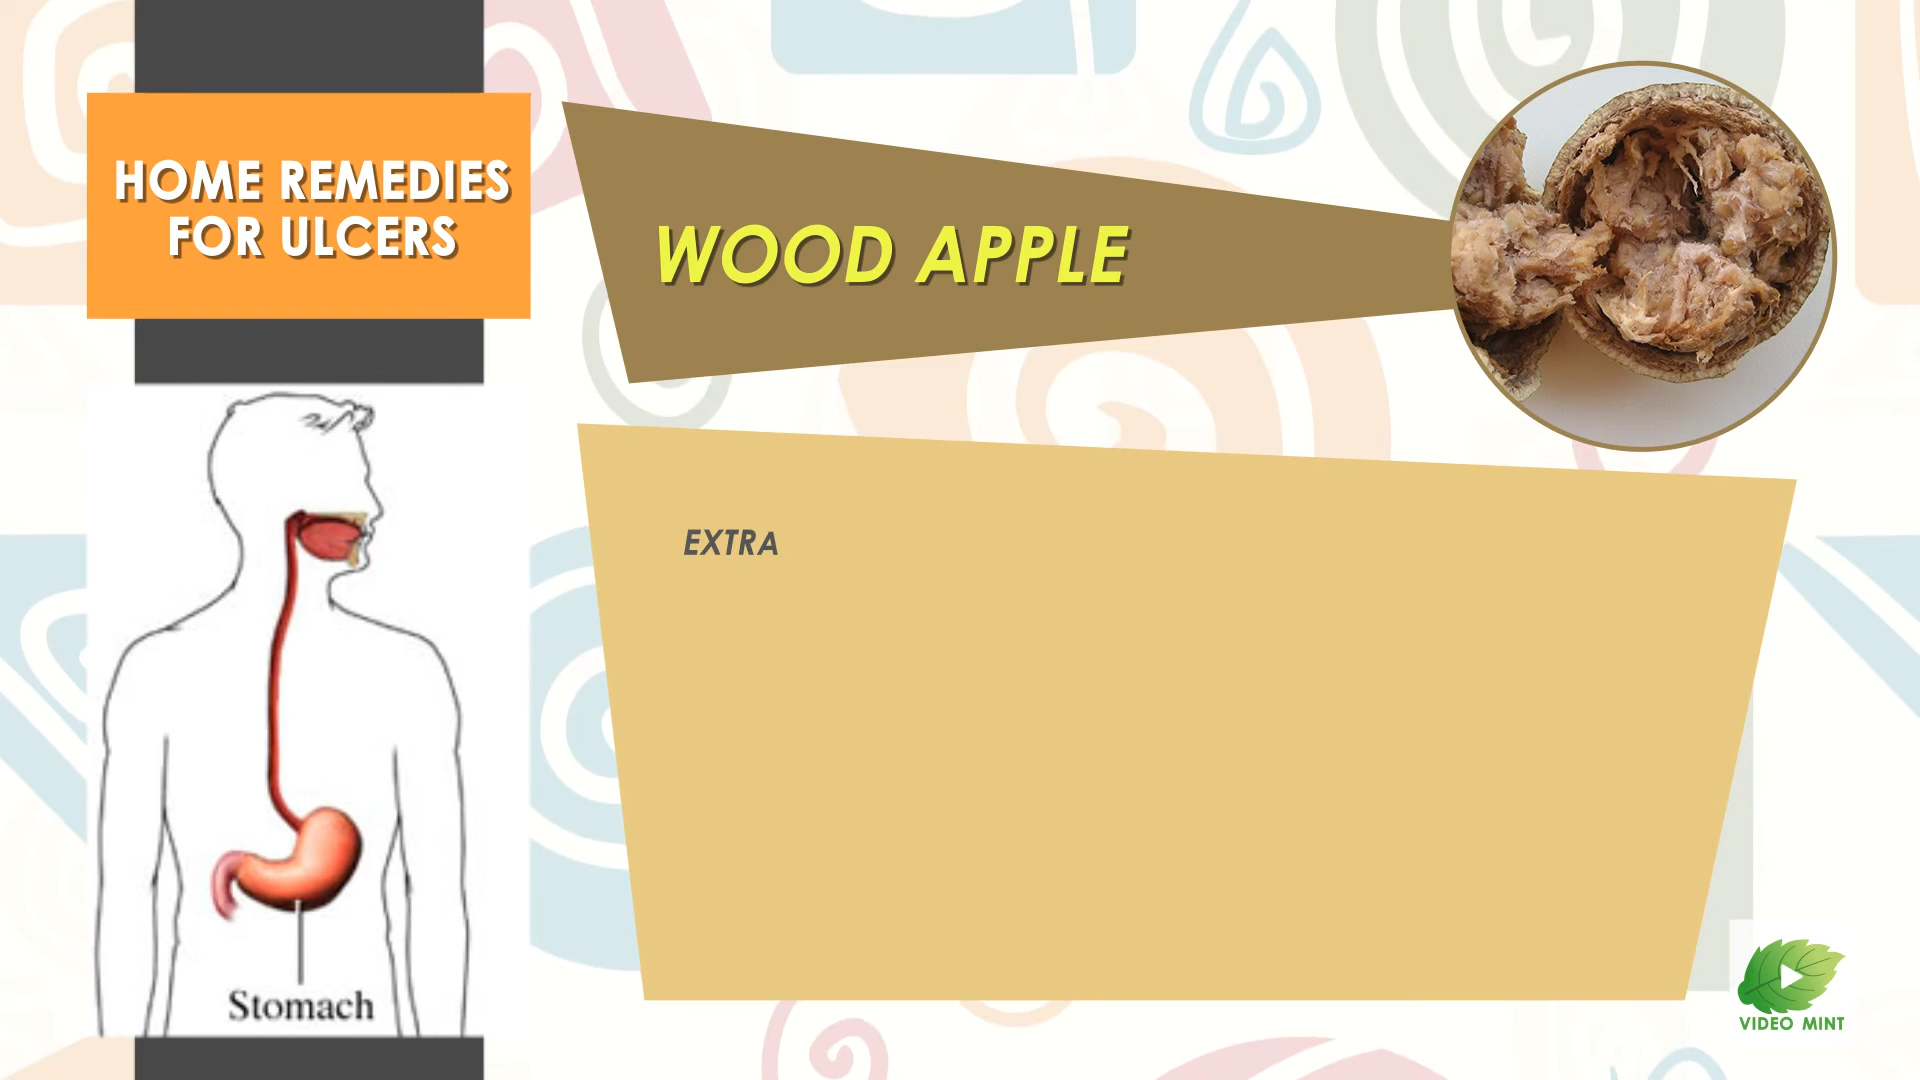 HOME REMEDIES
FOR ULCERS
WOOD APPLE
EXTRA
Stomach
VIDEO MINT